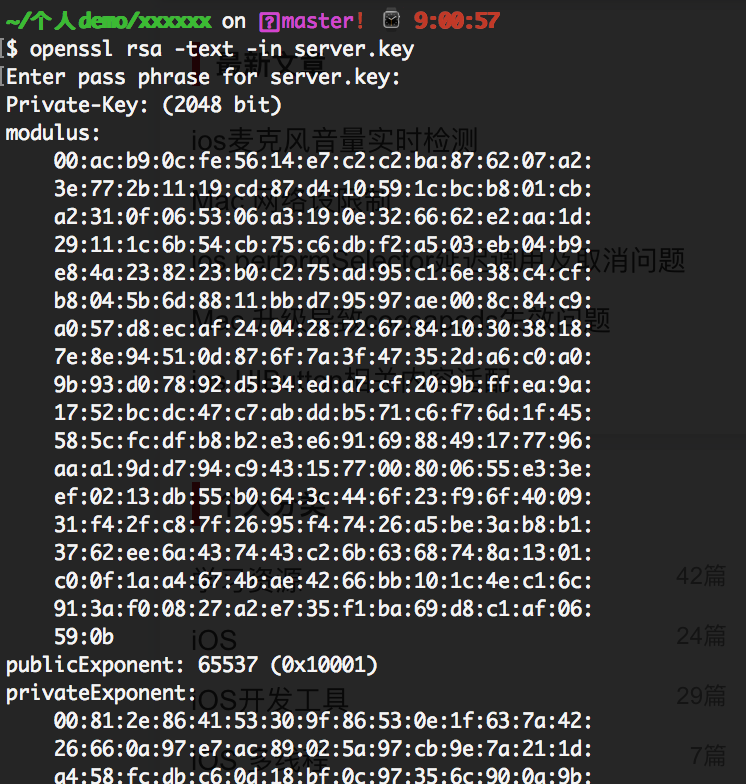 ~/个人demo/xxxxxx on master! 9:00:57
$ openssl rsa -text -in server.key
Enter pass phrase for server.key:
Private-Key: (2048 bit)
modulus:
00:ac:b9:0c:fe:56:14:e7:c2:c2:ba:87:62:07:a2:
3e:77:2b:11:19:cd:87:d4:10:59:1c:bc:b8:01:cb:
a2:31:0f:06:53:06:a3:19:0e:32:66:62:e2:aa:1d:
29:11:1c:6b:54:cb:75:c6:db:f2:a5:03:eb:04:b9:
e8:4a:23:82:23:b0:c2:75:ad:95:c1:6e:38:c4:cf:
b8:04:5b:6d:88:11:bb:d7:95:97:ae:00:8c:84:c9:
a0:57:d8:ec:af:24:04:28:72:67:84:10:30:38:18:
7e:8e:94:51:0d:87:6f:7a:3f:47:35:2d:a6:c0:a0:
9b:93:d0:78:92:d5:34:ed:a7:cf:20:9b:ff:ea:9a:
17:52:bc:dc:47:c7:ab:dd:b5:71:c6:f7:6d:1f:45:
58:5c:fc:df:b8:b2:e3:e6:91:69:88:49:17:77:96:
aa:a1:9d:d7:94:c9:43:15:77:00:80:06:55:e3:3e:
ef:02:13:db:55:b0:64:3c:44:6f:23:f9:6f:40:09:
31:f4:2f:c8:7f:26:95:f4:74:26:a5:be:3a:b8:b1:
37:62:ee:6a:43:74:43:c2:6b:63:68:74:8a:13:01:
c0:0f:1a:a4:67:4b:ae:42:66:bb:10:1c:4e:c1:6c:
91:3a:f0:08:27:a2:e7:35:f1:ba:69:d8:c1:af:06:
59:0b
publicExponent: 65537 (0x10001)
privateExponent:
00:81:2e:86:41:53:30:9f:86:53:0e:1f:63:7a:42:
26:66:0a:97:e7:ac:89:02:5a:97:cb:9e:7a:21:1d:
a4:58:fc:db:c6:0d:18:bf:0c:97:35:6c:90:0a:9b:
最新文章
ios麦克风音量实时检测
Mac 网络设限制
ios performSelector延迟调用及取消问题
Mac 升级导致cocoapods失效问题
个人分类
学习资源 42篇
iOS 24篇
iOS开发工具 29篇
iOS 多线程 7篇